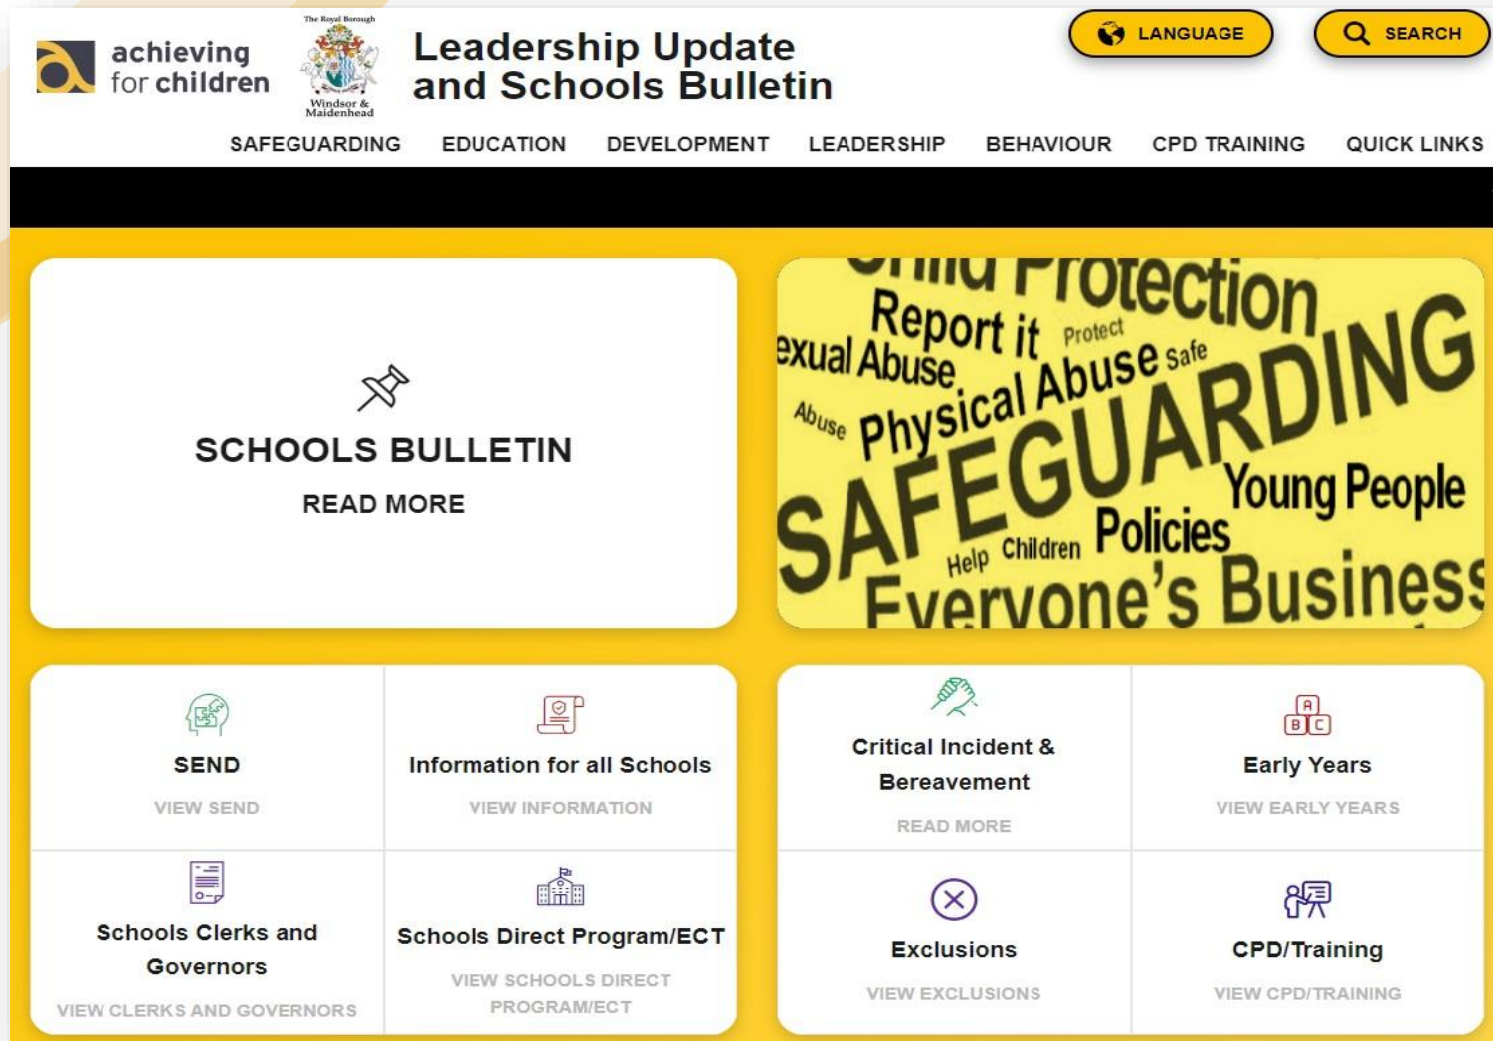 achieving
for children
The Royal Borough
Windsor &
Maidenhead
Leadership Update
and Schools Bulletin
LANGUAGE
SEARCH
SAFEGUARDING EDUCATION DEVELOPMENT LEADERSHIP BEHAVIOUR CPD TRAINING QUICK LINKS
SCHOOLS BULLETIN
READ MORE
Child Protection
Report it
Protect
exual Abuse
Physical Abuse
Safe
Abuse
SAFEGUARDING
Young People
Policies
Help
Children
Everyone's Business
SEND
VIEW SEND
Information for all Schools
VIEW INFORMATION
Critical Incident &
Bereavement
READ MORE
A
B C
Early Years
VIEW EARLY YEARS
Schools Clerks and
Governors
VIEW CLERKS AND GOVERNORS
Schools Direct Program/ECT
VIEW SCHOOLS DIRECT
PROGRAM/ECT
Exclusions
VIEW EXCLUSIONS
CPD/Training
VIEW CPD/TRAINING